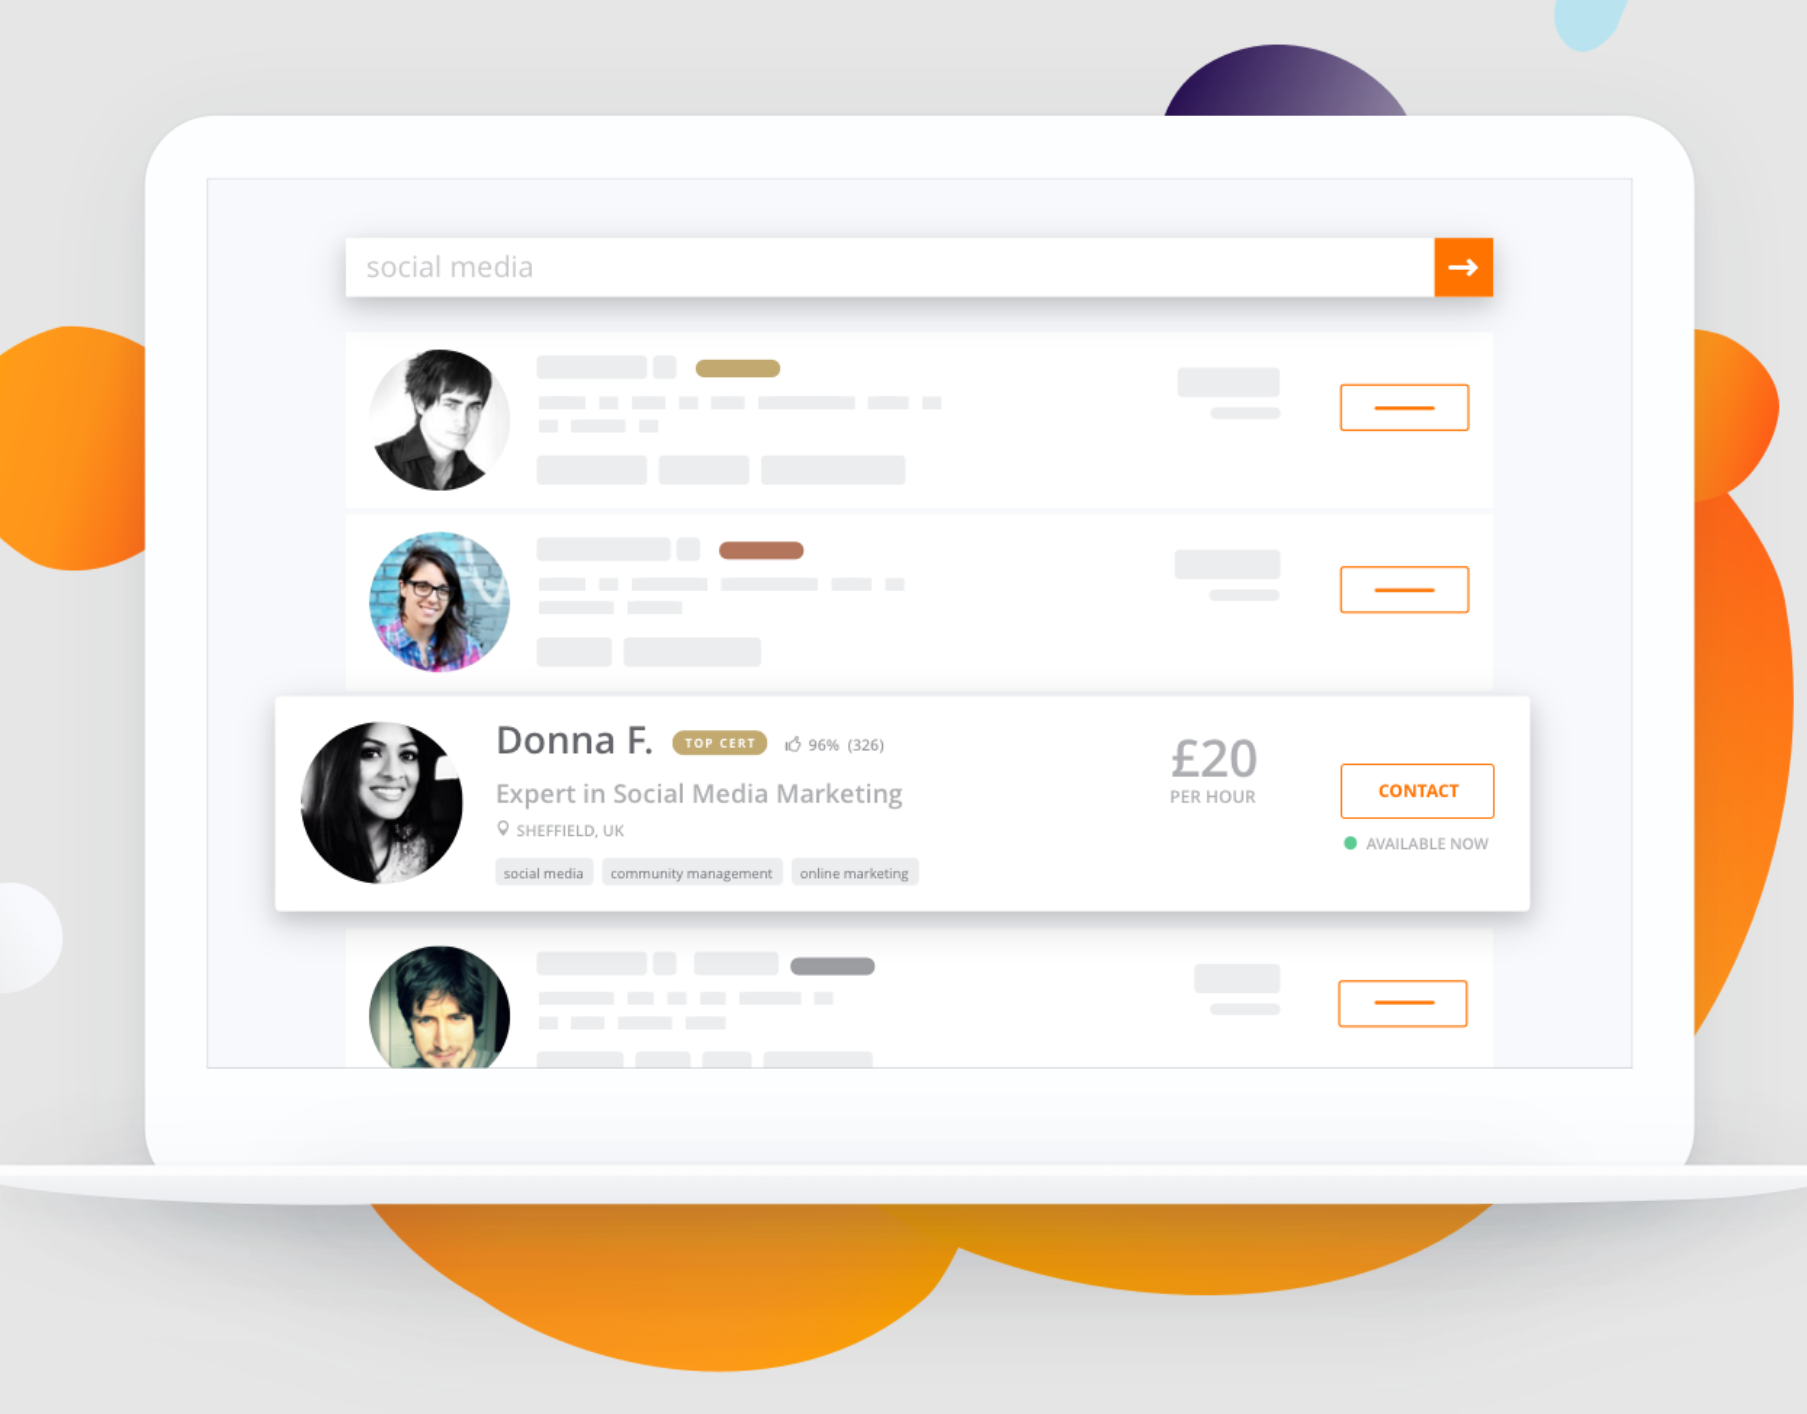 social media
Donna F. TOP CERT 96% (326)
Expert in Social Media Marketing
SHEFFIELD, UK
social media community management online marketing
£20
PER HOUR
CONTACT
AVAILABLE NOW